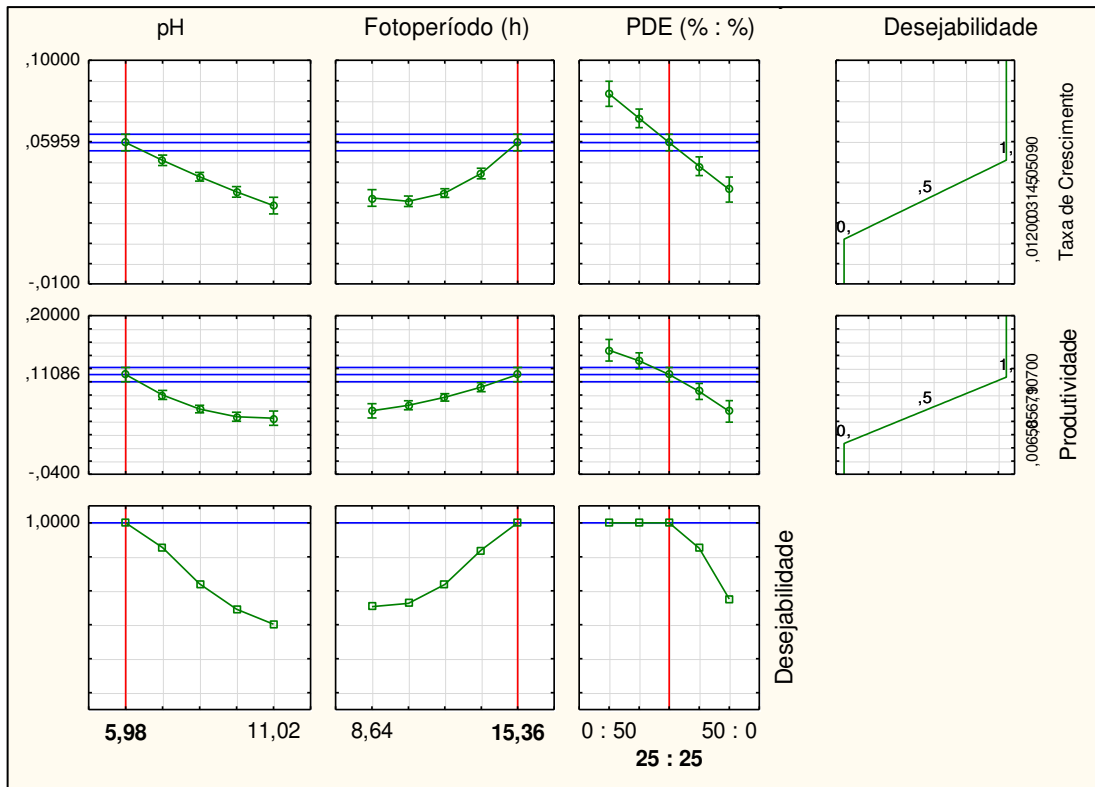 pH Fotoperíodo (h) PDE (% : %) Desejabilidade
,10000
,05959
-,0100
1,
,5
0,
Taxa de Crescimento
,20000
,11086
-,0400
1,
,5
0,
Produtividade
1,0000
Desejabilidade
5,98 11,02 8,64 15,36 0 : 50 50 : 0
25 : 25